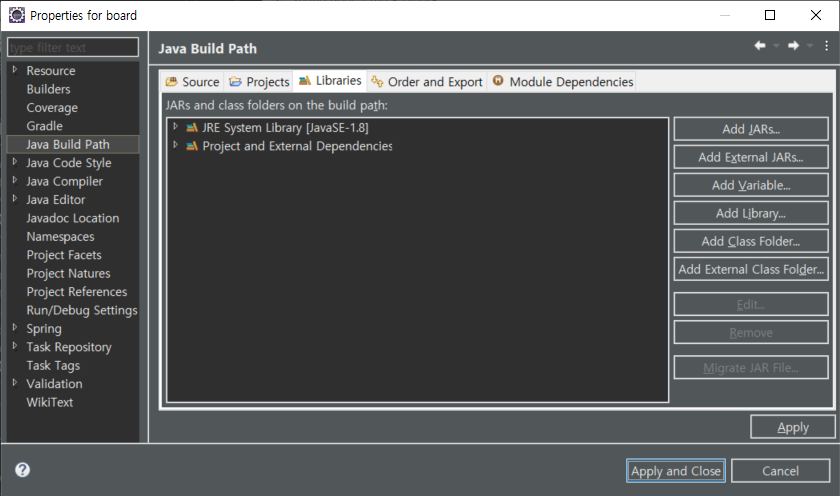 Properties for board
type filter text
Resource
Builders
Coverage
Gradle
Java Build Path
Java Code Style
Java Compiler
Java Editor
Javadoc Location
Namespaces
Project Facets
Project Natures
Project References
Run/Debug Settings
Spring
Task Repository
Task Tags
Validation
WikiText
Java Build Path
Source Projects Libraries Order and Export Module Dependencies
JARs and class folders on the build path:
JRE System Library [JavaSE-1.8]
Project and External Dependencies
Add JARs...
Add External JARs...
Add Variable...
Add Library...
Add Class Folder...
Add External Class Folder...
Edit...
Remove
Migrate JAR File...
Apply
Apply and Close Cancel